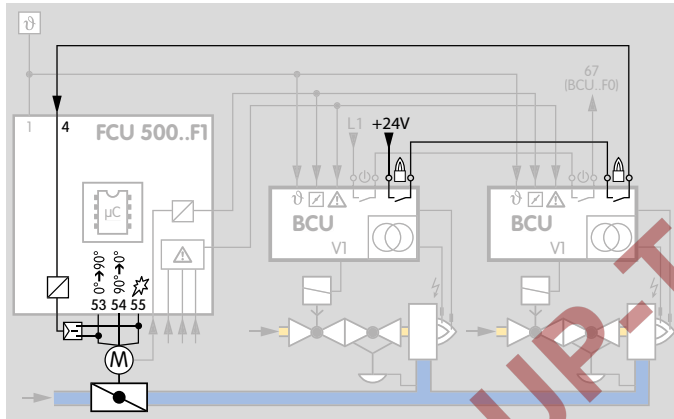 ϑ
67
(BCU..F0)
1
4
FCU 500..F1
L1
+24V
µC
ϑ
BCU
V1
ϑ
BCU
V1
0°→90°
90°→0°
53
54
55
M
UP-T